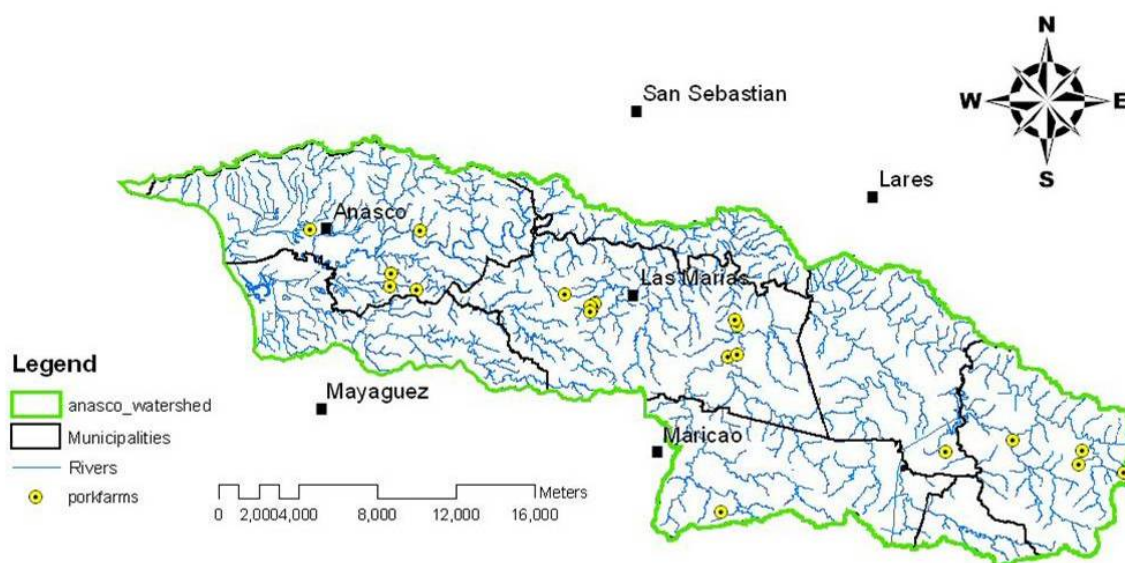 N
San Sebastian
W E
S
Lares
Anasco
Las Marias
Legend
anasco_watershed
Mayaguez
Municipalities
Maricao
Rivers
porkfarms
Meters
0 2,0004,000 8,000 12,000 16,000